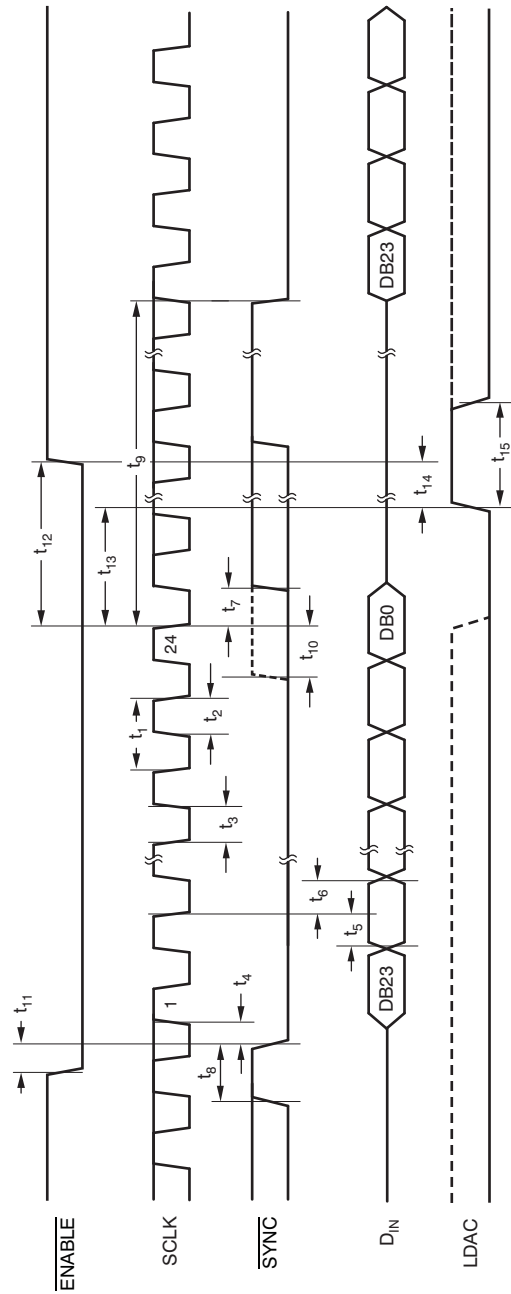 ENABLE
t11
t12
t9
t13
SCLK
1
t1
24
t3
t2
SYNC
t8
t4
t10
t7
t5
t6
DIN
DB23
DB0
DB23
t14
LDAC
t15